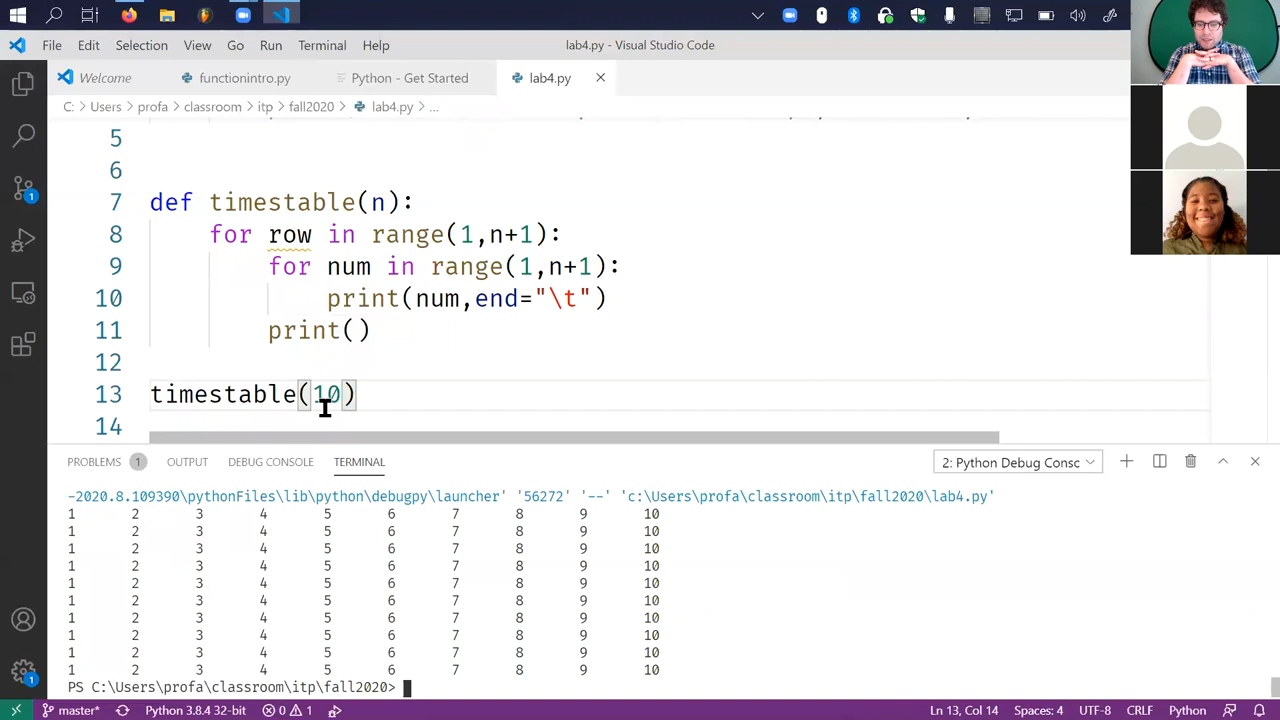 File Edit Selection View Go Run Terminal Help lab4.py - Visual Studio Code
Welcome functionintro.py Python - Get Started lab4.py
C: > Users > profa > classroom > itp > fall2020 > lab4.py > ...
5
6
7 def timestable(n):
8 for row in range(1,n+1):
9 for num in range(1,n+1):
10 print(num,end="\t")
11 print()
12
13 timestable(10)
14
PROBLEMS 1 OUTPUT DEBUG CONSOLE TERMINAL 2: Python Debug Consc
-2020.8.109390\pythonFiles\lib\python\debugpy\launcher' '56272' '--' 'c:\Users\profa\classroom\itp\fall2020\lab4.py'
1 2 3 4 5 6 7 8 9 10
1 2 3 4 5 6 7 8 9 10
1 2 3 4 5 6 7 8 9 10
1 2 3 4 5 6 7 8 9 10
1 2 3 4 5 6 7 8 9 10
1 2 3 4 5 6 7 8 9 10
1 2 3 4 5 6 7 8 9 10
1 2 3 4 5 6 7 8 9 10
1 2 3 4 5 6 7 8 9 10
1 2 3 4 5 6 7 8 9 10
PS C:\Users\profa\classroom\itp\fall2020>
1
1
master* Python 3.8.4 32-bit 0 1 Ln 13, Col 14 Spaces: 4 UTF-8 CRLF Python